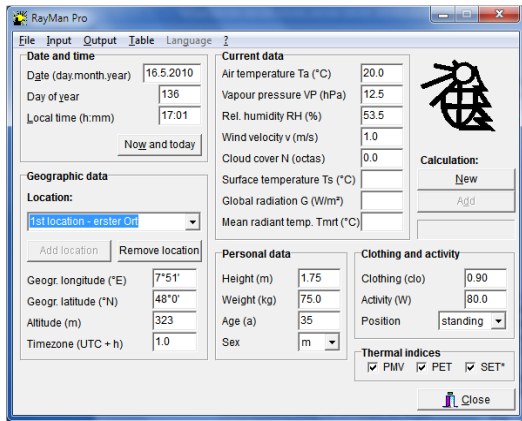 RayMan Pro
File Input Output Table Language ?
Date and time
Date (day.month.year) 16.5.2010
Day of year 136
Local time (h:mm) 17:01
Now and today
Geographic data
Location:
1st location - erster Ort
Add location Remove location
Geogr. longitude (°E) 7°51'
Geogr. latitude (°N) 48°0'
Altitude (m) 323
Timezone (UTC + h) 1.0
Current data
Air temperature Ta (°C) 20.0
Vapour pressure VP (hPa) 12.5
Rel. humidity RH (%) 53.5
Wind velocity v (m/s) 1.0
Cloud cover N (octas) 0.0
Surface temperature Ts (°C)
Global radiation G (W/m²)
Mean radiant temp. Tmrt (°C)
Calculation:
New
Add
Personal data
Height (m) 1.75
Weight (kg) 75.0
Age (a) 35
Sex m
Clothing and activity
Clothing (clo) 0.90
Activity (W) 80.0
Position standing
Thermal indices
PMV PET SET*
Close